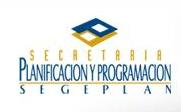 SECRETARIA
PLANIFICACION Y PROGRAMACION
SEGEPLAN